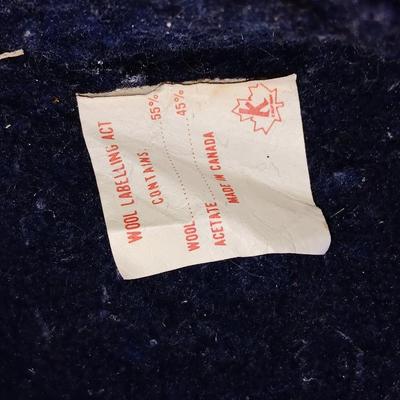 WOOL LABELLING ACT
CONTAINS
WOOL..............55%
ACETATE............45%
MADE IN CANADA
K